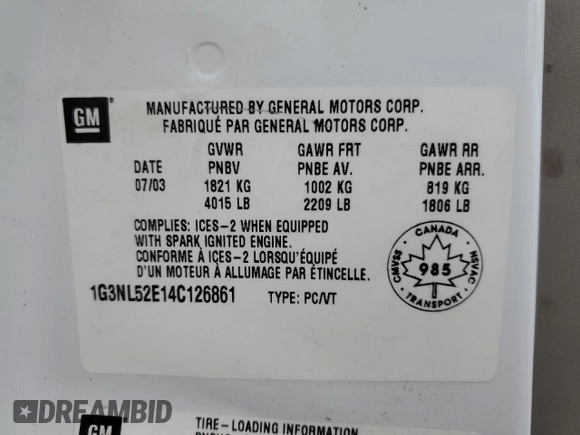 GM
MANUFACTURED BY GENERAL MOTORS CORP.
FABRIQUÉ PAR GENERAL MOTORS CORP.
GVWR GAWR FRT GAWR RR
DATE PNBV PNBE AV. PNBE ARR.
07/03 1821 KG 1002 KG 819 KG
4015 LB 2209 LB 1806 LB
COMPLIES: ICES-2 WHEN EQUIPPED
WITH SPARK IGNITED ENGINE.
CONFORME À ICES-2 LORSQU'ÉQUIPÉ
D'UN MOTEUR À ALLUMAGE PAR ÉTINCELLE.
CANADA
CMVSS 985 NSVAC
TRANSPORT
1G3NL52E14C126861 TYPE: PC/VT
DREAMBID
GM
TIRE-LOADING INFORMATION